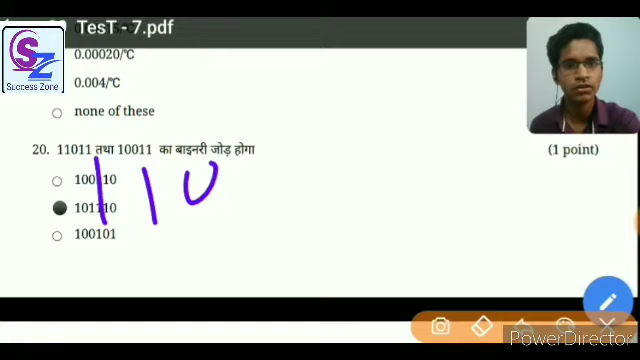 TesT - 7.pdf
SZ
Success Zone
0.00020/℃
0.004/℃
none of these
20. 11011 तथा 10011 का बाइनरी जोड़ होगा (1 point)
101110
100101
110
PowerDirector